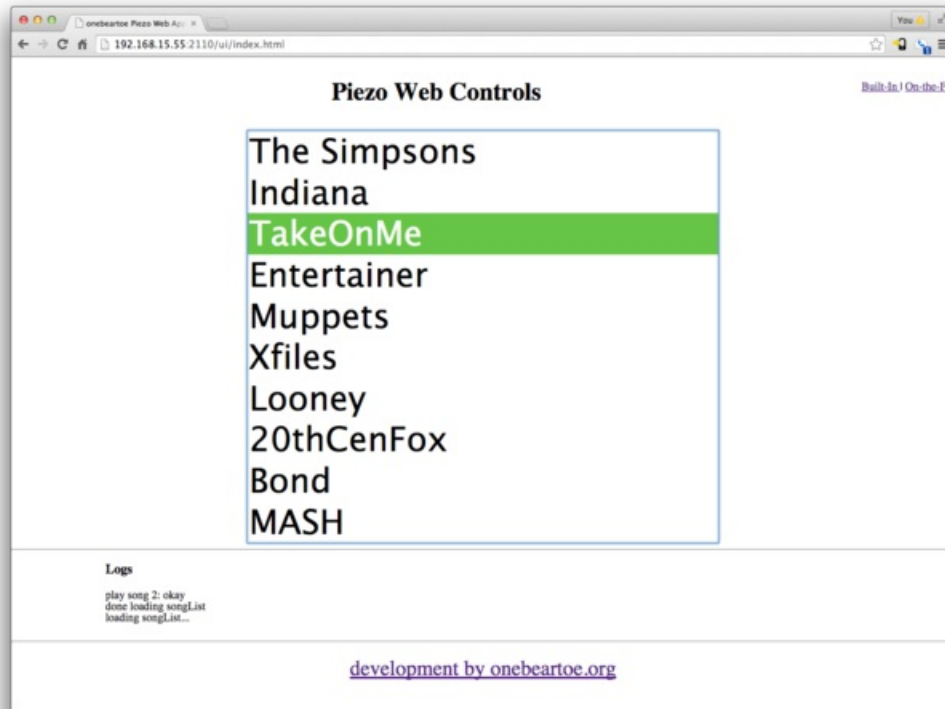 onebeartoe Piezo Web Ap
You
192.168.15.55:2110/ui/index.html
Piezo Web Controls
Built-In | On-the-F
The Simpsons
Indiana
TakeOnMe
Entertainer
Muppets
Xfiles
Looney
20thCenFox
Bond
MASH
Logs
play song 2: okay
done loading songList
loading songList...
development by onebeartoe.org